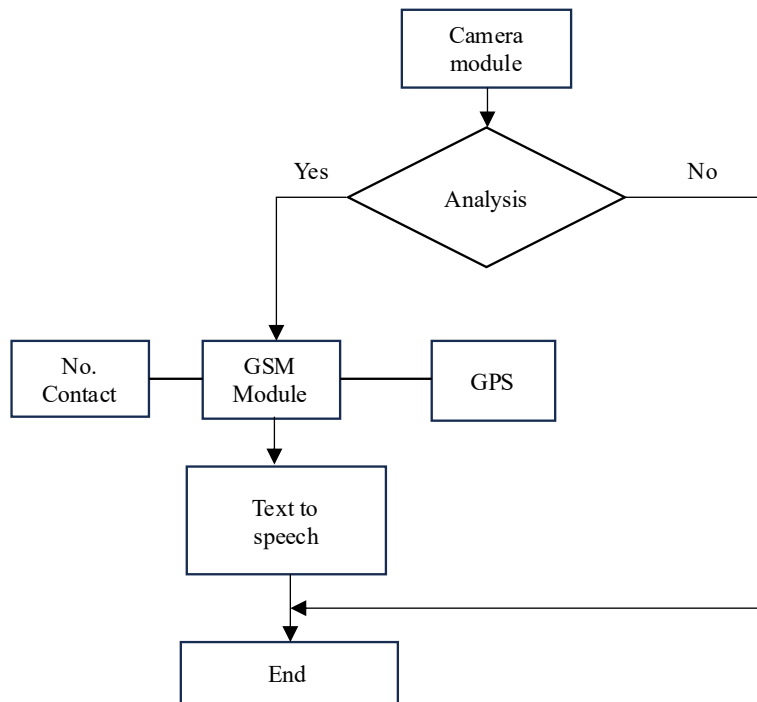 Camera
module
Yes
No
Analysis
No.
Contact
GSM
Module
GPS
Text to
speech
End